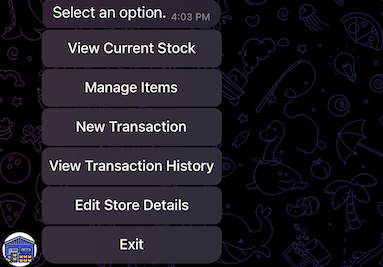 Select an option. 4:03 PM
View Current Stock
Manage Items
New Transaction
View Transaction History
Edit Store Details
Exit